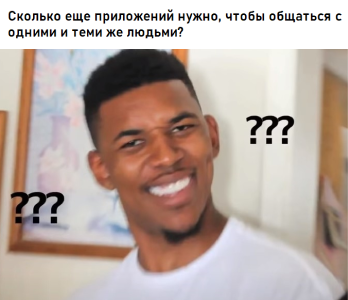 Сколько еще приложений нужно, чтобы общаться с
одними и теми же людьми?
???
???